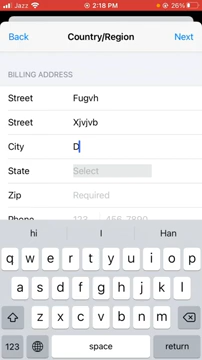 Jazz 2:18 PM 26%
Back Country/Region Next
BILLING ADDRESS
Street Fugvh
Street Xjvjvb
City D
State Select
Zip Required
Phone 123 456-7890
hi I Han
q w e r t y u i o p
a s d f g h j k l
z x c v b n m
123 space return